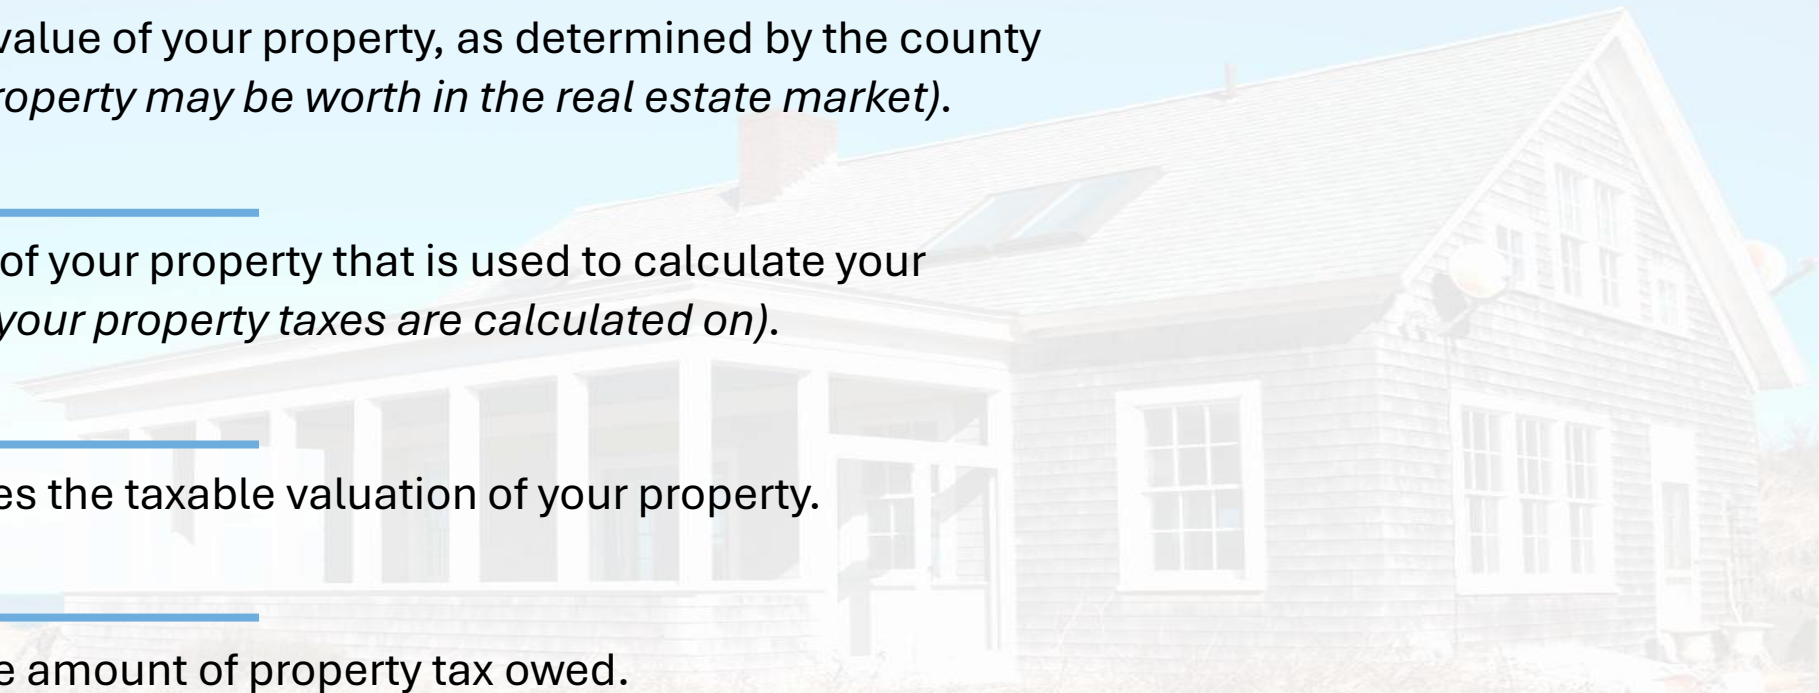 value of your property, as determined by the county
roperty may be worth in the real estate market).
of your property that is used to calculate your
your property taxes are calculated on).
es the taxable valuation of your property.
e amount of property tax owed.